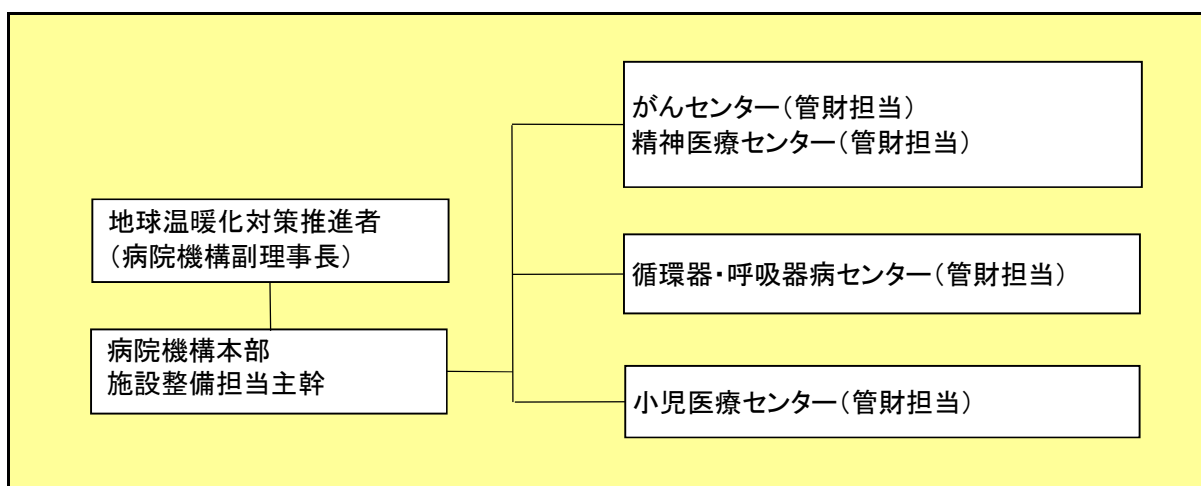 地球温暖化対策推進者
（病院機構副理事長）
病院機構本部
施設整備担当主幹
がんセンター（管財担当）
精神医療センター（管財担当）
循環器・呼吸器病センター（管財担当）
小児医療センター（管財担当）